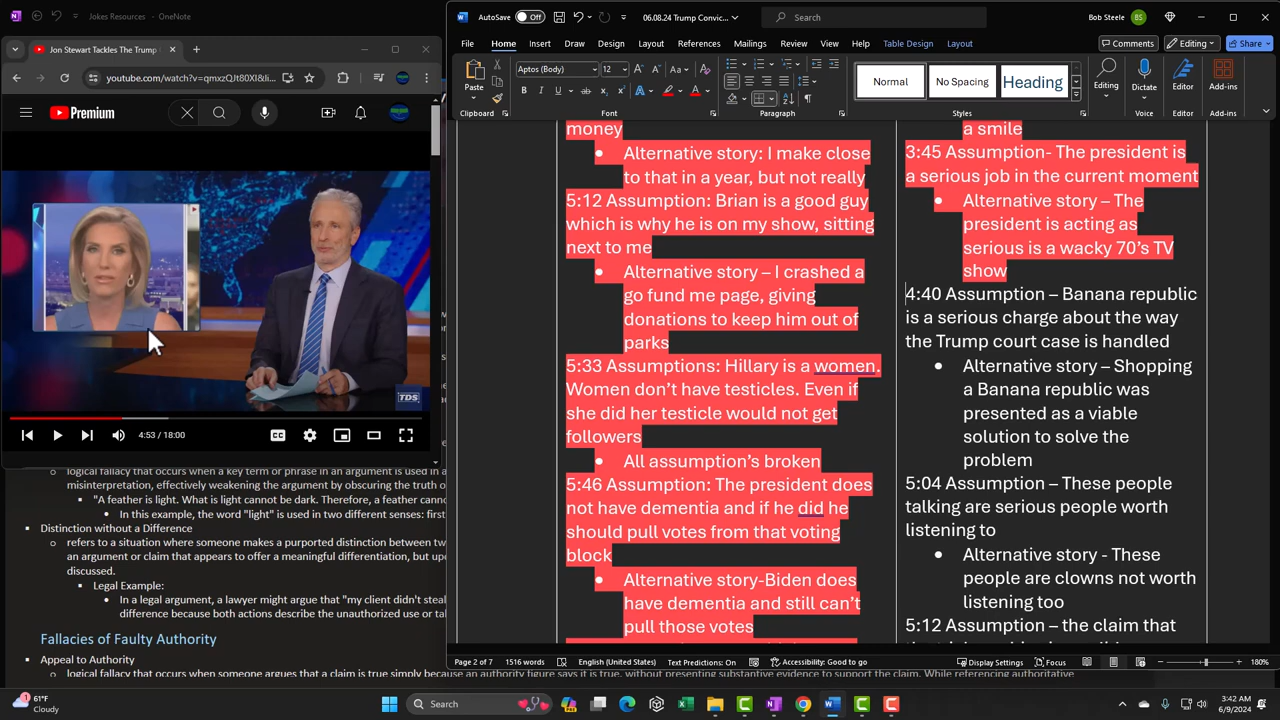 Jokes Resources - OneNote
Jon Stewart Tackles The Trump
youtube.com/watch?v=qmxzQJt80XI&li...
Premium
TDS
4:53 / 18:00
logical fallacy that occurs when a key term or phrase in an argument is used in a
misinterpretation, effectively weakening the argument by obscuring the truth
"A feather is light. What is light cannot be dark. Therefore, a feather cannot
In this example, the word "light" is used in two different senses: first
Distinction without a Difference
refers to a situation where someone makes a purported distinction between tw
an argument or claim that appears to offer a meaningful differentiation, but up
discussed.
Legal Example:
In a legal argument, a lawyer might argue that "my client didn't steal
difference because both actions describe the unauthorized use or tak
Fallacies of Faulty Authority
Appeal to Authority
logical fallacy that occurs when someone argues that a claim is true simply because an authority figure says it is true, without presenting substantive evidence to support the claim. While referencing authoritative
AutoSave Off
06.08.24 Trump Convic...
Search
Bob Steele BS
File Home Insert Draw Design Layout References Mailings Review View Help Table Design Layout
Comments Editing Share
Paste
Aptos (Body) 12
Normal No Spacing Heading
Editing Dictate Editor Add-ins
Clipboard Font Paragraph Styles Voice Editor Add-ins
money
Alternative story: I make close
to that in a year, but not really
5:12 Assumption: Brian is a good guy
which is why he is on my show, sitting
next to me
Alternative story – I crashed a
go fund me page, giving
donations to keep him out of
parks
5:33 Assumptions: Hillary is a women.
Women don't have testicles. Even if
she did her testicle would not get
followers
All assumption's broken
5:46 Assumption: The president does
not have dementia and if he did he
should pull votes from that voting
block
Alternative story-Biden does
have dementia and still can't
pull those votes
a smile
3:45 Assumption- The president is
a serious job in the current moment
Alternative story – The
president is acting as
serious is a wacky 70's TV
show
4:40 Assumption – Banana republic
is a serious charge about the way
the Trump court case is handled
Alternative story – Shopping
a Banana republic was
presented as a viable
solution to solve the
problem
5:04 Assumption – These people
talking are serious people worth
listening to
Alternative story - These
people are clowns not worth
listening too
5:12 Assumption – the claim that
Page 2 of 7 1516 words English (United States) Text Predictions: On Accessibility: Good to go Display Settings Focus 180%
61°F
Cloudy
Search
3:42 AM
6/9/2024